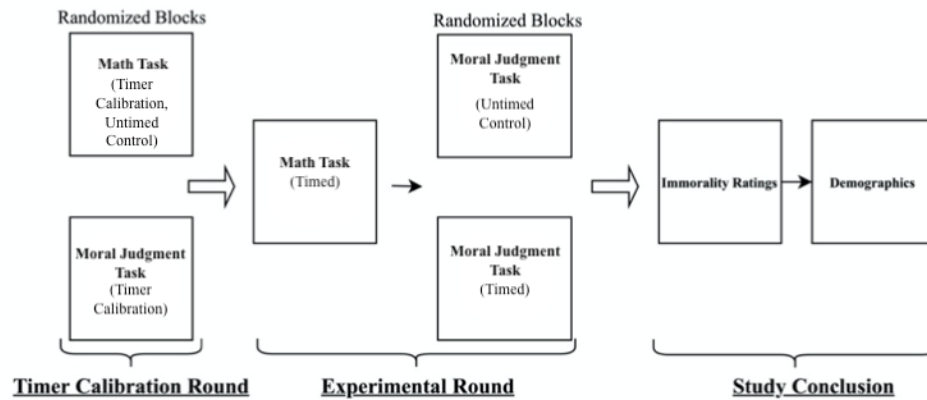 Randomized Blocks
Math Task
(Timer
Calibration,
Untimed
Control)
Moral Judgment
Task
(Timer
Calibration)
Timer Calibration Round
Math Task
(Timed)
Randomized Blocks
Moral Judgment
Task
(Untimed
Control)
Moral Judgment
Task
(Timed)
Experimental Round
Immorality Ratings
Demographics
Study Conclusion